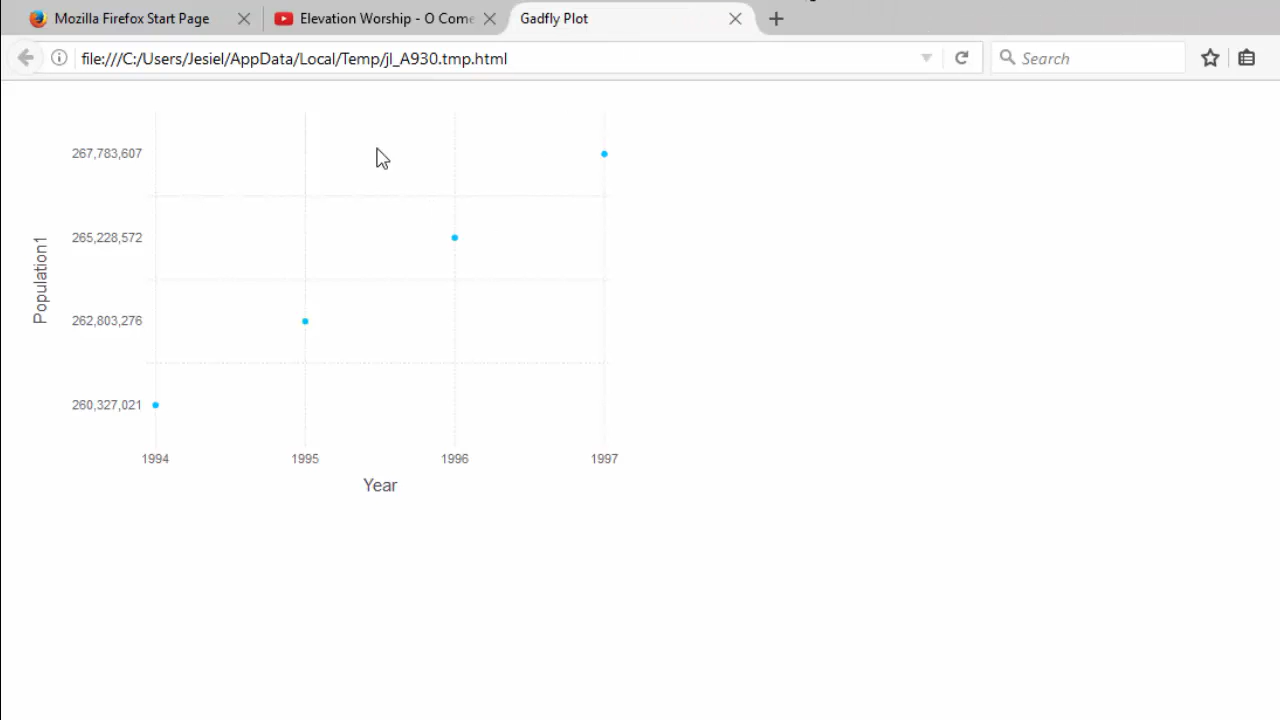 Mozilla Firefox Start Page
Elevation Worship - O Come
Gadfly Plot
file:///C:/Users/Jesiel/AppData/Local/Temp/jl_A930.tmp.html
Search
267,783,607
265,228,572
262,803,276
260,327,021
Population1
1994 1995 1996 1997
Year